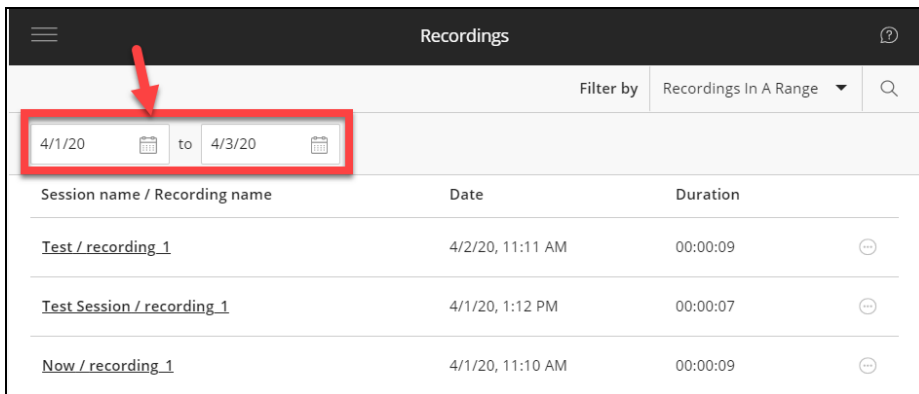 Recordings
Filter by Recordings In A Range
4/1/20 to 4/3/20
Session name / Recording name Date Duration
Test / recording_1 4/2/20, 11:11 AM 00:00:09
Test Session / recording_1 4/1/20, 1:12 PM 00:00:07
Now / recording_1 4/1/20, 11:10 AM 00:00:09